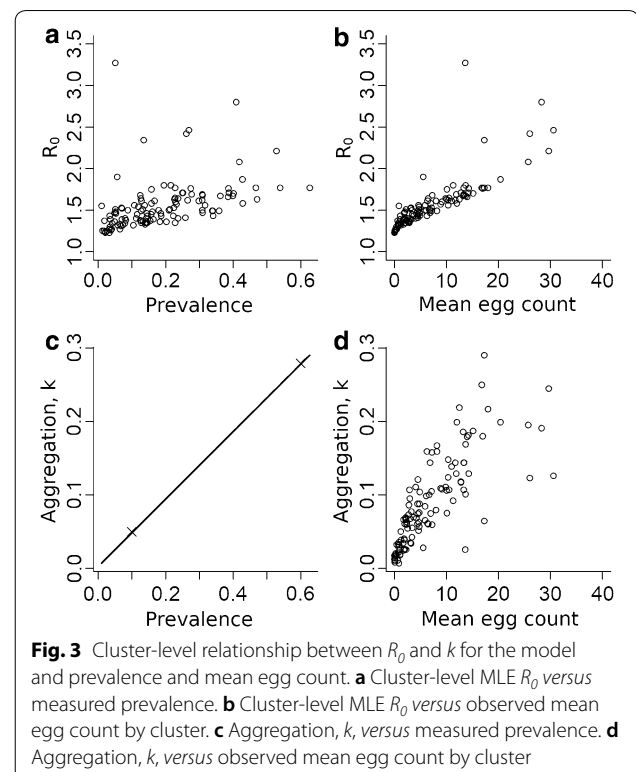 a
b
R0
1.0 1.5 2.0 2.5 3.0 3.5
0.0 0.2 0.4 0.6
Prevalence
R0
1.0 1.5 2.0 2.5 3.0 3.5
0 10 20 30 40
Mean egg count
c
d
Aggregation, k
0.0 0.1 0.2 0.3
0.0 0.2 0.4 0.6
Prevalence
Aggregation, k
0.0 0.1 0.2 0.3
0 10 20 30 40
Mean egg count
Fig. 3 Cluster-level relationship between R0 and k for the model
and prevalence and mean egg count. a Cluster-level MLE R0 versus
measured prevalence. b Cluster-level MLE R0 versus observed mean
egg count by cluster. c Aggregation, k, versus measured prevalence. d
Aggregation, k, versus observed mean egg count by cluster